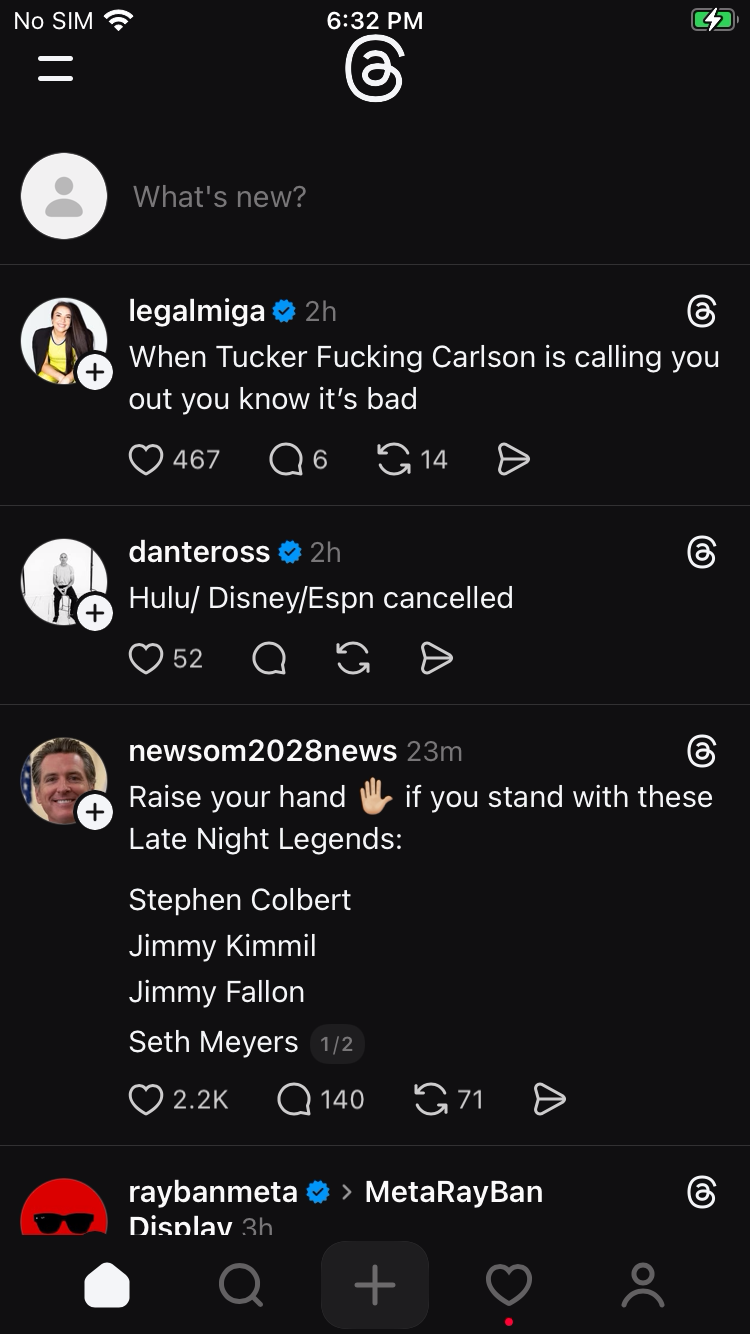 No SIM 6:32 PM
What's new?
legalmiga 2h
When Tucker Fucking Carlson is calling you
out you know it’s bad
467 6 14
danteross 2h
Hulu/ Disney/Espn cancelled
52
newsom2028news 23m
Raise your hand 🤚🏼 if you stand with these
Late Night Legends:
Stephen Colbert
Jimmy Kimmil
Jimmy Fallon
Seth Meyers 1/2
2.2K 140 71
raybanmeta > MetaRayBan
Display 3h